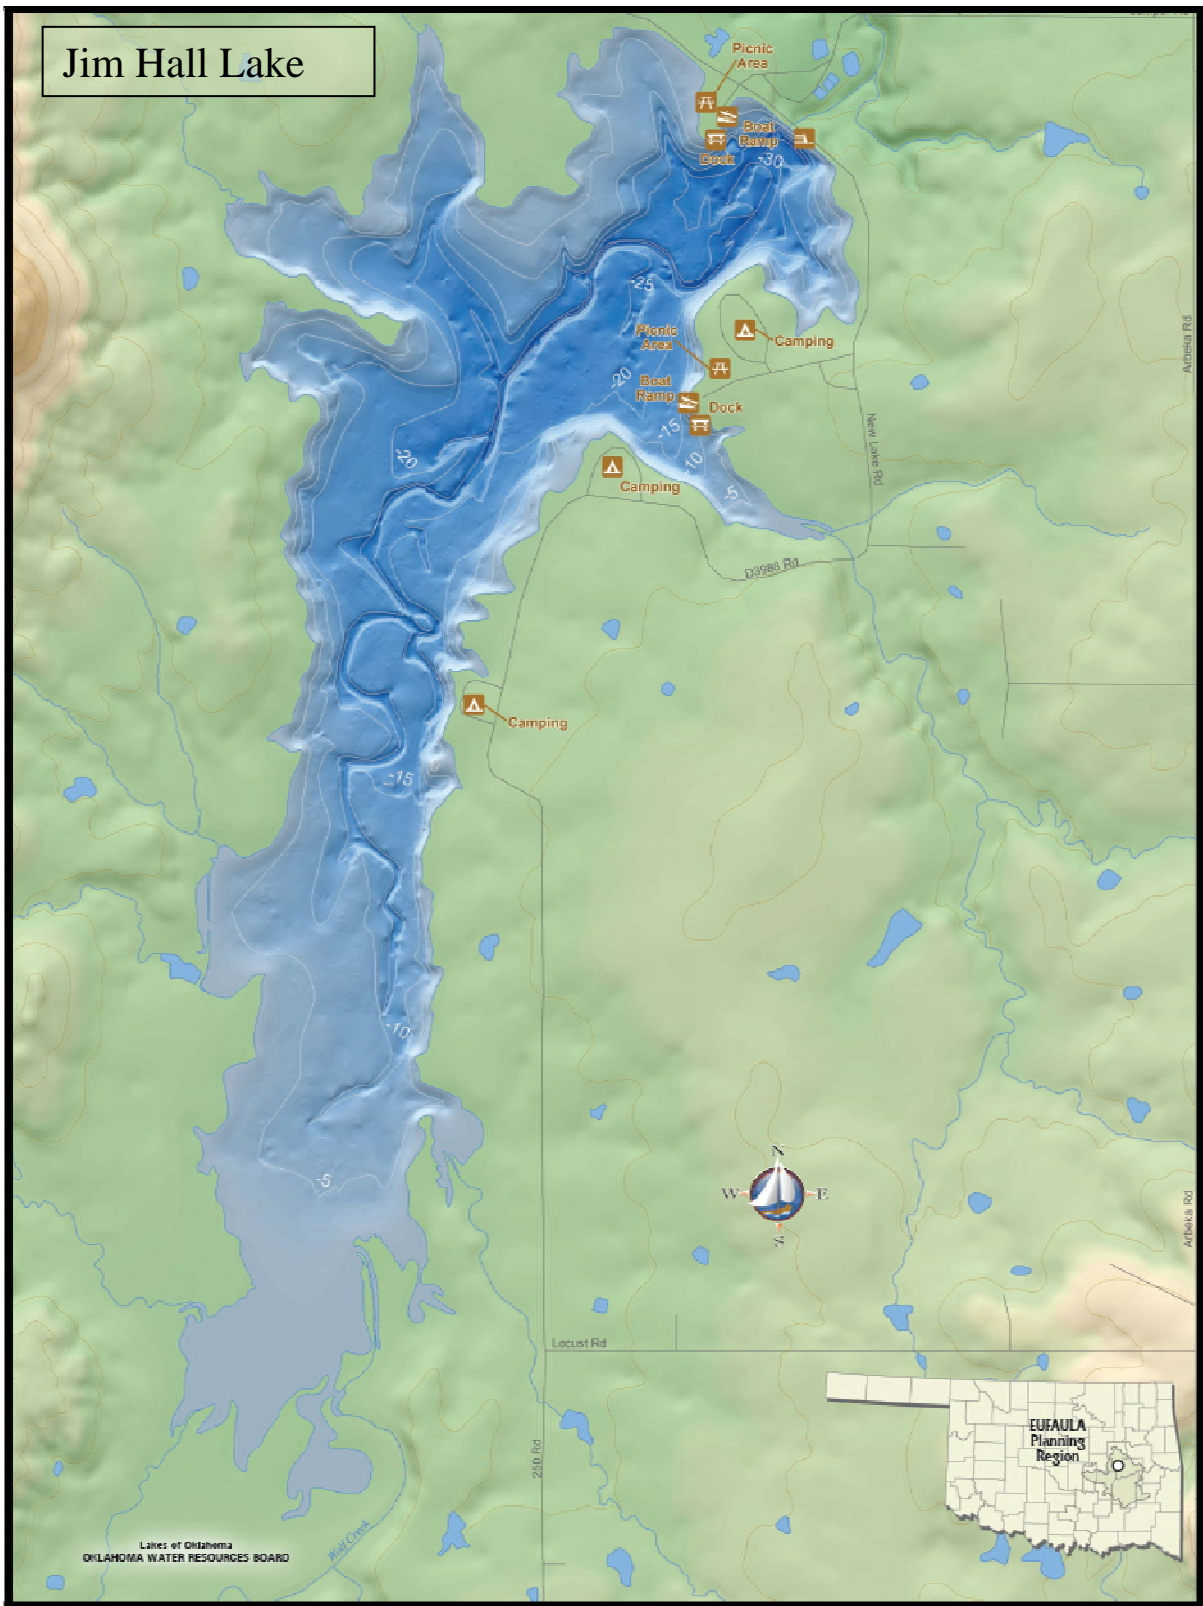 Jim Hall Lake
Picnic
Area
Boat
Ramp
Dock
-30
-25
Picnic
Area
Camping
-20
Boat
Ramp
Dock
-15
-20
-10
Camping
-5
New Lake Rd
Arbeka Rd
D3984 Rd
Camping
-15
-10
-5
N
W
E
S
Arbeka Rd
Locust Rd
250 Rd
Wolf Creek
EUFAULA
Planning
Region
Lakes of Oklahoma
OKLAHOMA WATER RESOURCES BOARD